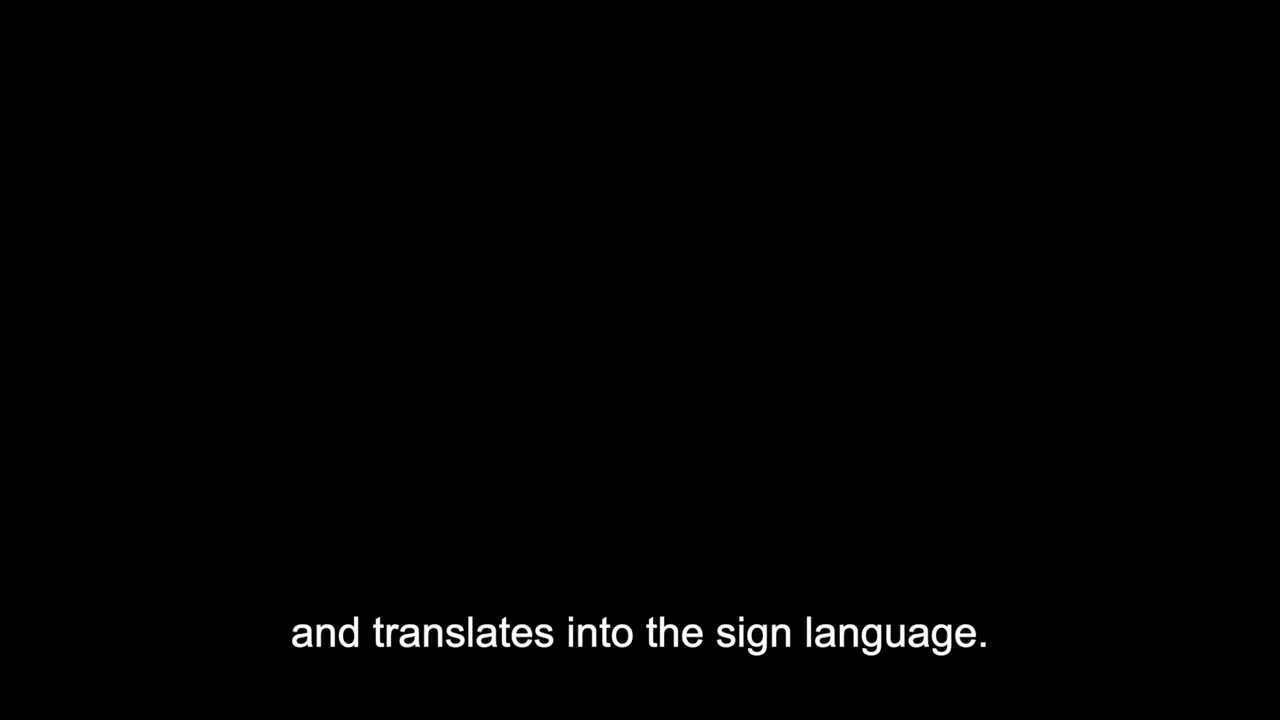 and translates into the sign language.